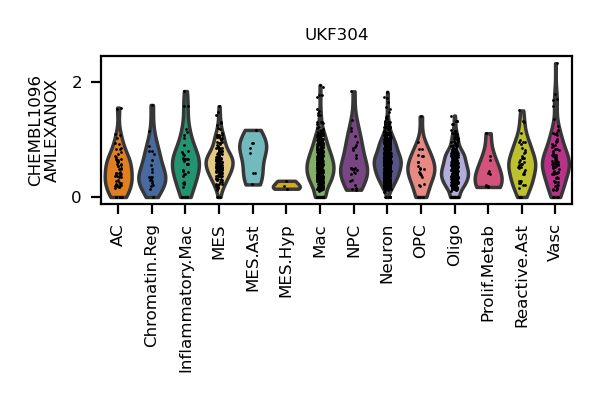 UKF304
CHEMBL1096
AMLEXANOX
2
0
AC
Chromatin.Reg
Inflammatory.Mac
MES
MES.Ast
MES.Hyp
Mac
NPC
Neuron
OPC
Oligo
Prolif.Metab
Reactive.Ast
Vasc